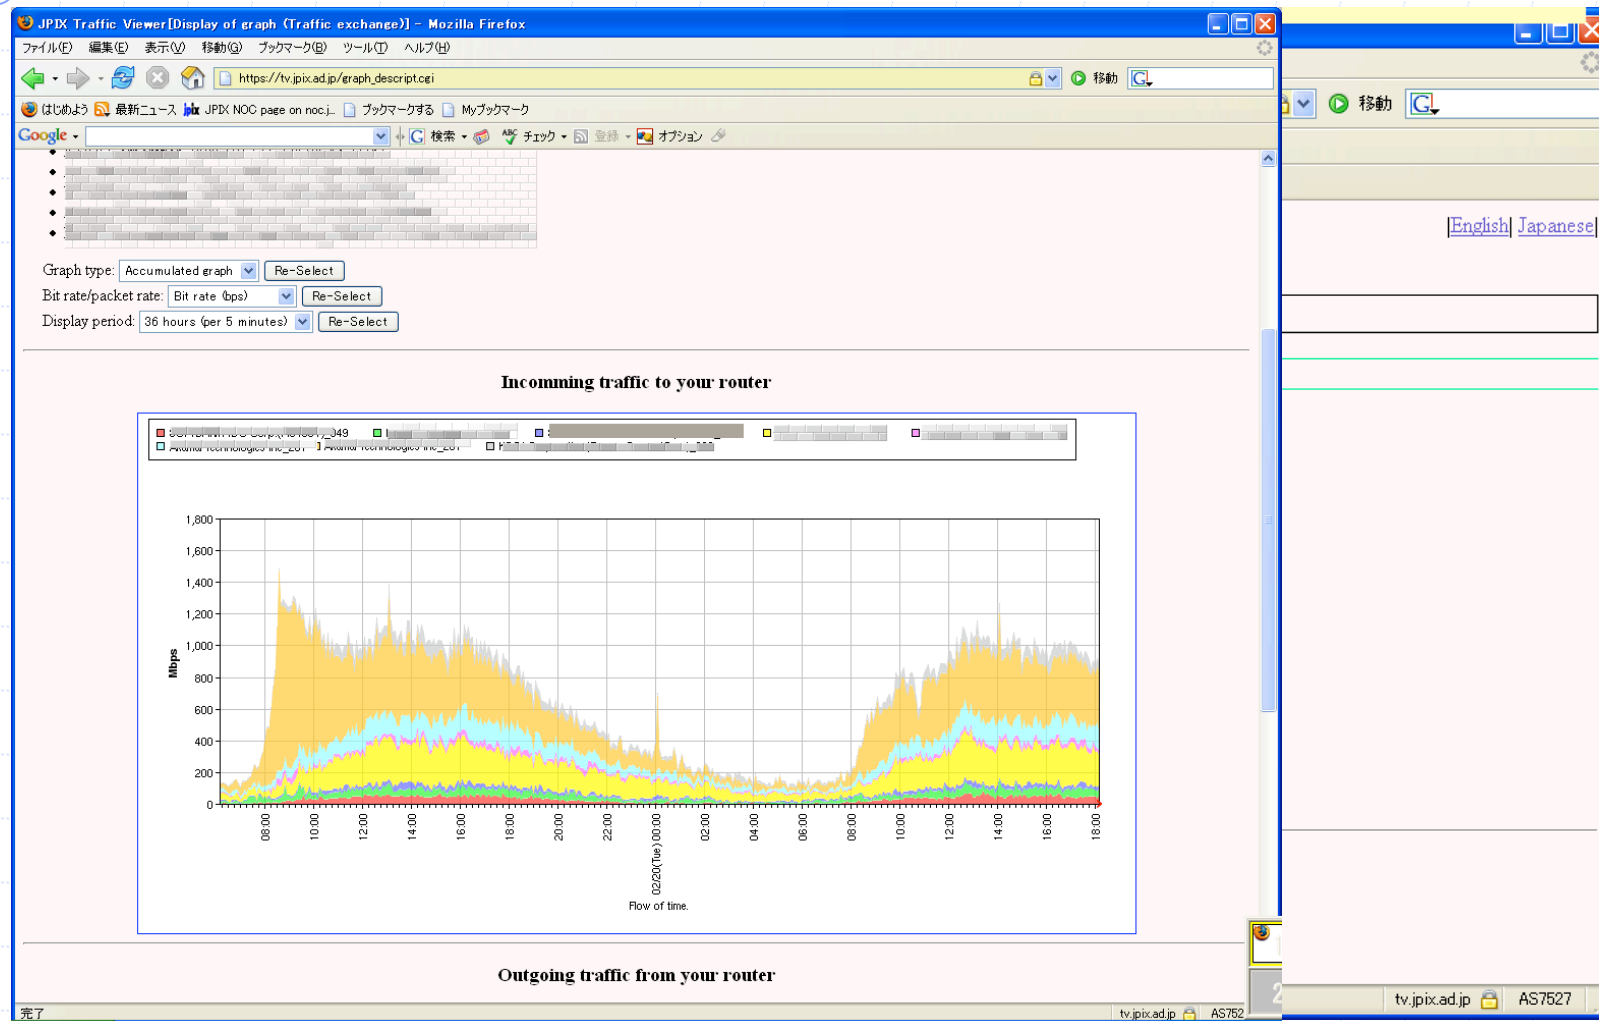 JPIX Traffic Viewer[Display of graph (Traffic exchange)] - Mozilla Firefox
ファイル(F) 編集(E) 表示(V) 移動(G) ブックマーク(B) ツール(T) ヘルプ(H)
https://tv.jpix.ad.jp/graph_descript.cgi 移動 G
移動 G
はじめよう 最新ニュース jpix JPIX NOC page on noc.j... ブックマークする Myブックマーク
Google G 検索 ABC チェック 登録 オプション
|English| Japanese|
Graph type: Accumulated graph Re-Select
Bit rate/packet rate: Bit rate (bps) Re-Select
Display period: 36 hours (per 5 minutes) Re-Select
Incomming traffic to your router
_049
Akamai Technologies Inc_261 Akamai Technologies Inc_261
1,800
1,600
1,400
1,200
1,000
800
600
400
200
0
Mbps
08:00 10:00 12:00 14:00 16:00 18:00 20:00 22:00 02/20(Tue) 00:00 02:00 04:00 06:00 08:00 10:00 12:00 14:00 16:00 18:00
Flow of time.
Outgoing traffic from your router
完了 tv.jpix.ad.jp AS752
2
tv.jpix.ad.jp AS7527